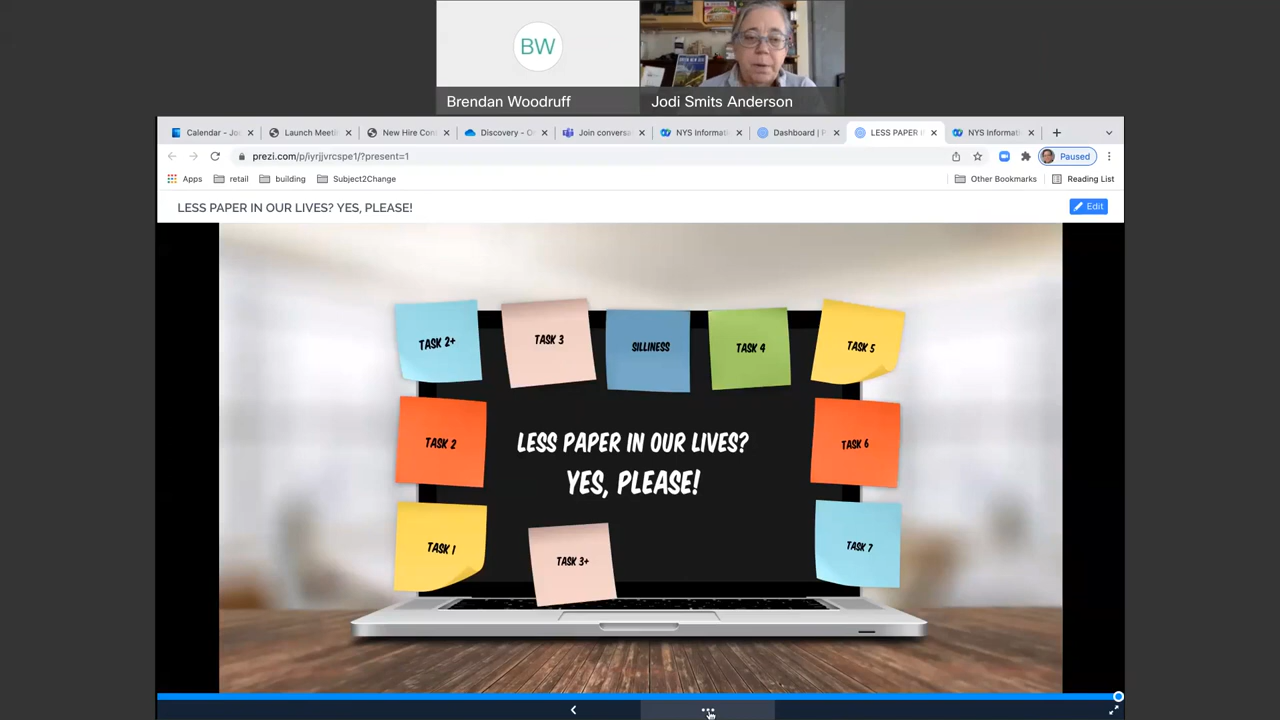 BW
Brendan Woodruff
Jodi Smits Anderson
Calendar - Jo
Launch Meeti
New Hire Con
Discovery - O
Join conversa
NYS Informati
Dashboard | P
LESS PAPER I
NYS Informati
prezi.com/p/iyrjjvrcspe1/?present=1
Paused
Apps
retail
building
Subject2Change
Other Bookmarks
Reading List
LESS PAPER IN OUR LIVES? YES, PLEASE!
Edit
TASK 2+
TASK 3
SILLINESS
TASK 4
TASK 5
TASK 2
LESS PAPER IN OUR LIVES?
YES, PLEASE!
TASK 6
TASK 1
TASK 3+
TASK 7